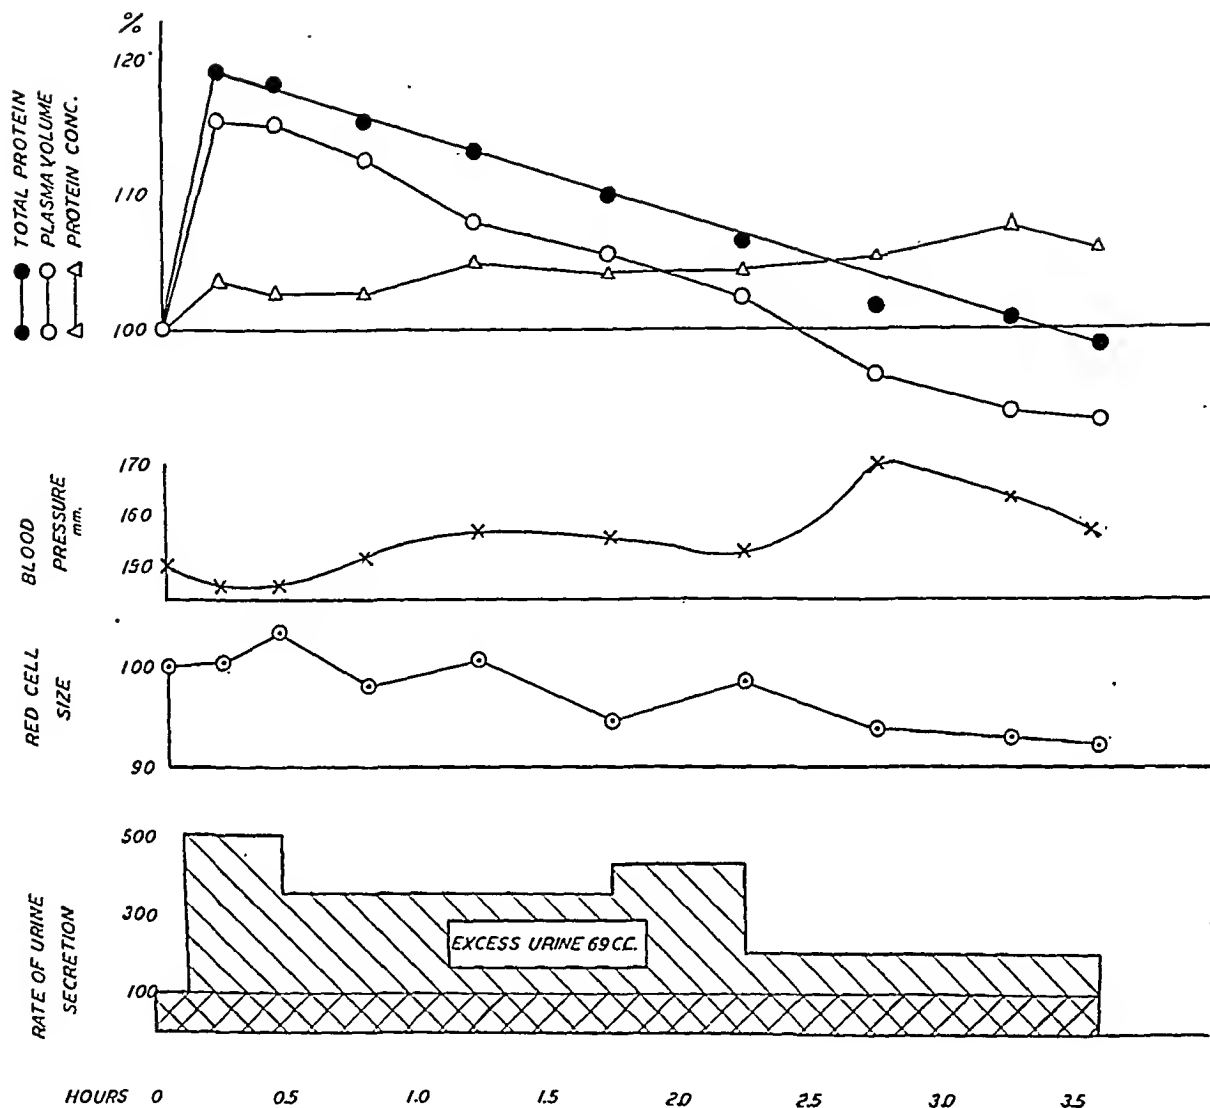 %
120
110
100
TOTAL PROTEIN
PLASMA VOLUME
PROTEIN CONC.
170
160
150
BLOOD
PRESSURE
mm.
100
90
RED CELL
SIZE
500
300
100
RATE OF URINE
SECRETION
EXCESS URINE 69 CC.
HOURS 0 0.5 1.0 1.5 2.0 2.5 3.0 3.5